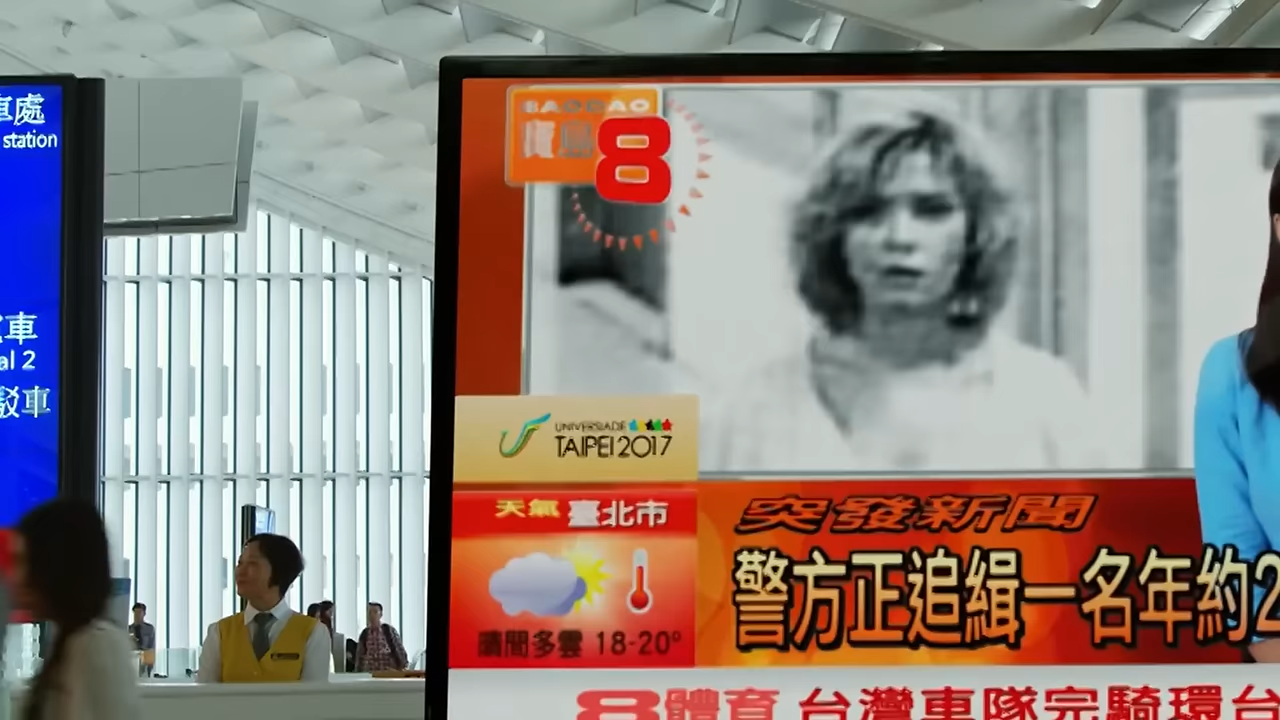 車處
station
車
al 2
駁車
BAODAO
寶島
8
UNIVERSIADE
TAIPEI 2017
天氣 臺北市
晴間多雲 18-20°
突發新聞
警方正追緝一名年約2
8體育 台灣車隊完騎環台